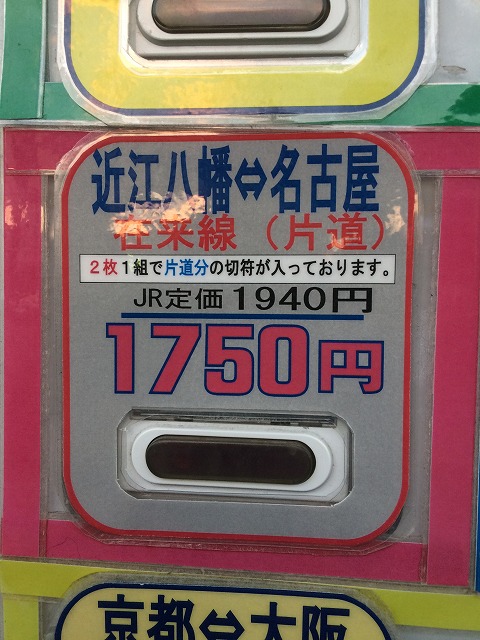 近江八幡⇔名古屋
在来線（片道）
２枚１組で片道分の切符が入っております。
JR定価1940円
1750円
京都⇔大阪